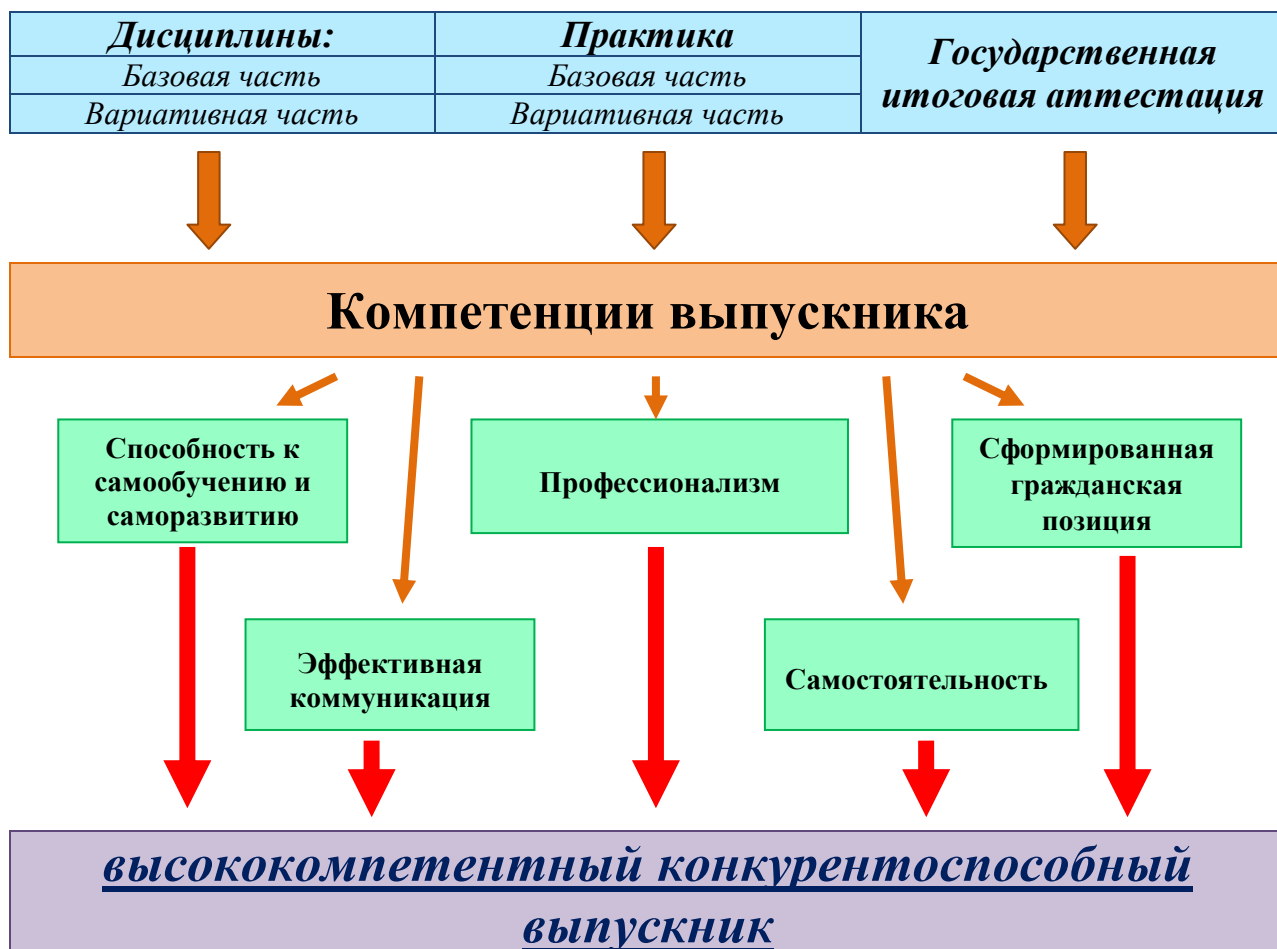 Дисциплины:
Практика
Государственная
итоговая аттестация
Базовая часть
Базовая часть
Вариативная часть
Вариативная часть
Компетенции выпускника
Способность к
самообучению и
саморазвитию
Профессионализм
Сформированная
гражданская
позиция
Эффективная
коммуникация
Самостоятельность
высококомпетентный конкурентоспособный
выпускник